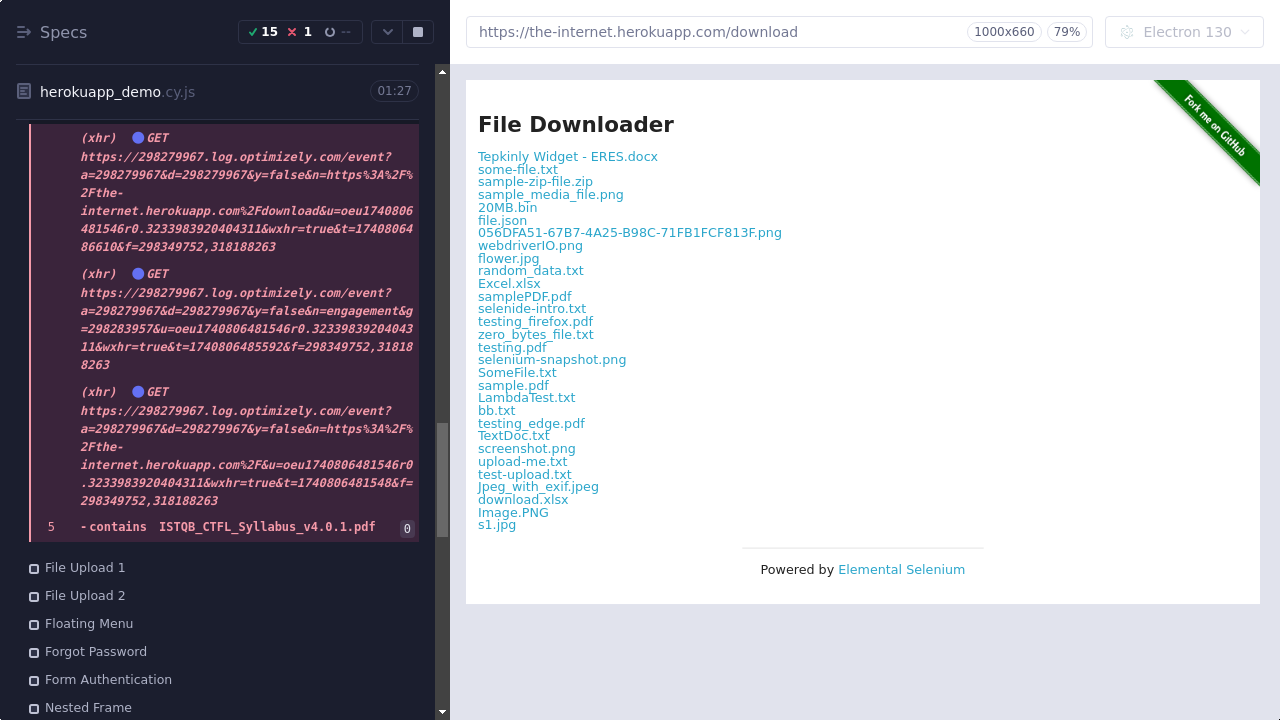 Specs
15 1 --
herokuapp_demo.cy.js 01:27
(xhr) GET
https://298279967.log.optimizely.com/event?
a=298279967&d=298279967&y=false&n=https%3A%2F%
2Fthe-
internet.herokuapp.com%2Fdownload&u=oeu1740806
481546r0.3233983920404311&wxhr=true&t=17408064
86610&f=298349752,318188263
(xhr) GET
https://298279967.log.optimizely.com/event?
a=298279967&d=298279967&y=false&n=engagement&g
=298283957&u=oeu1740806481546r0.32339839204043
11&wxhr=true&t=1740806485592&f=298349752,31818
8263
(xhr) GET
https://298279967.log.optimizely.com/event?
a=298279967&d=298279967&y=false&n=https%3A%2F%
2Fthe-
internet.herokuapp.com%2F&u=oeu1740806481546r0
.3233983920404311&wxhr=true&t=1740806481548&f=
298349752,318188263
5 -contains ISTQB_CTFL_Syllabus_v4.0.1.pdf 0
File Upload 1
File Upload 2
Floating Menu
Forgot Password
Form Authentication
Nested Frame
https://the-internet.herokuapp.com/download 1000x660 79% Electron 130
Fork me on GitHub
File Downloader
Tepkinly Widget - ERES.docx
some-file.txt
sample-zip-file.zip
sample_media_file.png
20MB.bin
file.json
056DFA51-67B7-4A25-B98C-71FB1FCF813F.png
webdriverIO.png
flower.jpg
random_data.txt
Excel.xlsx
samplePDF.pdf
selenide-intro.txt
testing_firefox.pdf
zero_bytes_file.txt
testing.pdf
selenium-snapshot.png
SomeFile.txt
sample.pdf
LambdaTest.txt
bb.txt
testing_edge.pdf
TextDoc.txt
screenshot.png
upload-me.txt
test-upload.txt
Jpeg_with_exif.jpeg
download.xlsx
Image.PNG
s1.jpg
Powered by Elemental Selenium